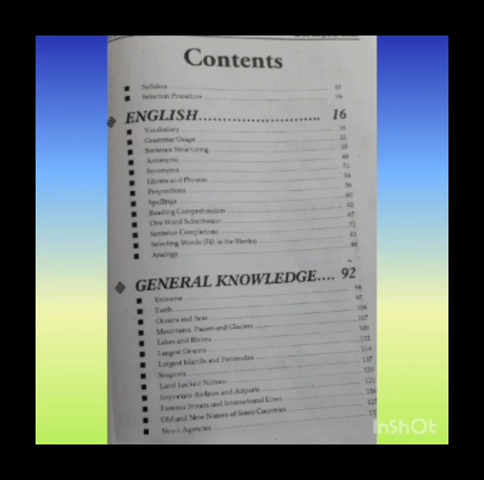 Contents
Syllabus
Selection Procedure
ENGLISH........................ 16
Vocabulary
Grammar Usage
Sentence Structuring
Antonyms
Synonyms
Idioms and Phrases
Prepositions
Spellings
Reading Comprehension
One Word Substitution
Sentence Completions
Selecting Words (Fill in the Blanks)
Analogy
GENERAL KNOWLEDGE.... 92
Universe
Earth
Oceans and Seas
Mountains, Passes and Glaciers
Lakes and Rivers
Largest Deserts
Largest Islands and Peninsulas
Seaports
Land Locked Nations
Important Airlines and Airports
Famous Straits and International Lines
Old and New Names of Some Countries
News Agencies
InShOt